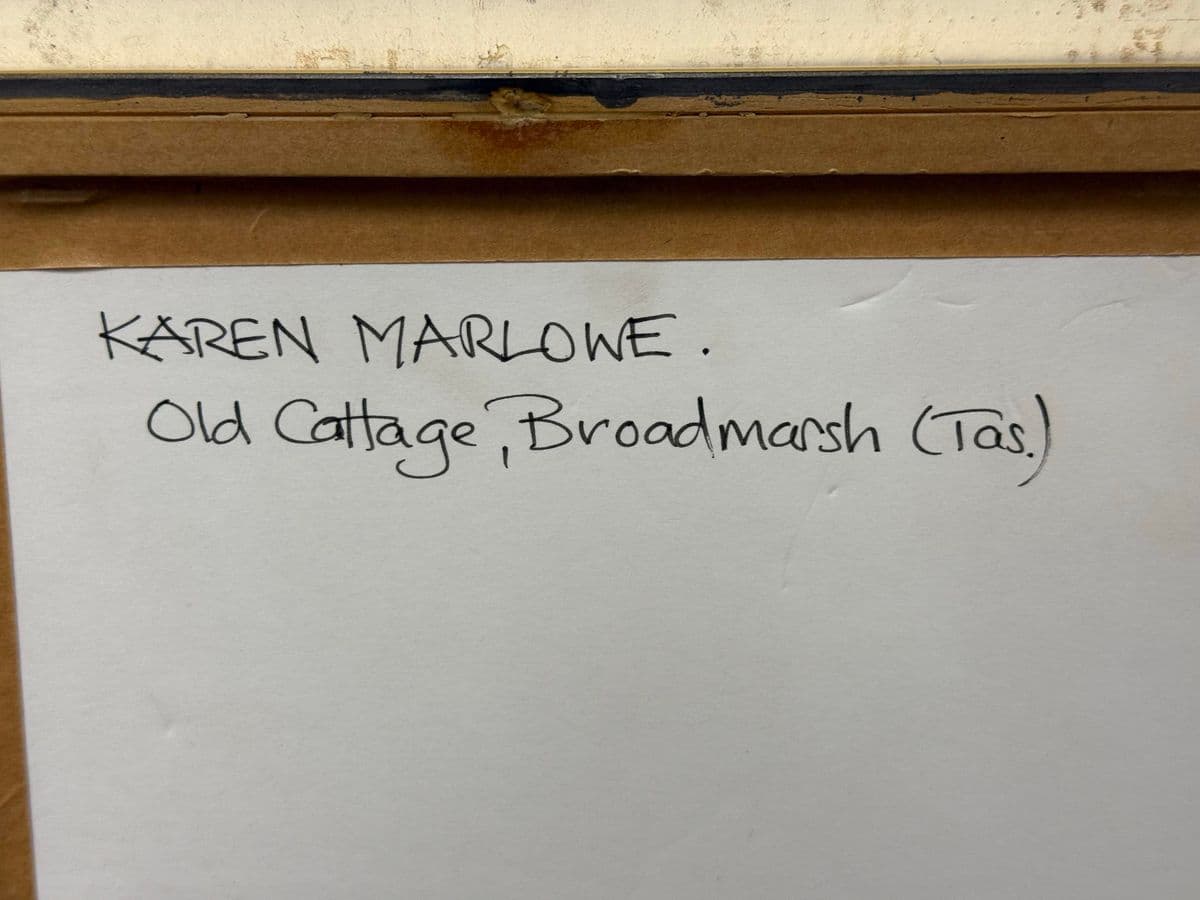 KAREN MARLOWE.
Old Cottage, Broadmarsh (Tas.)